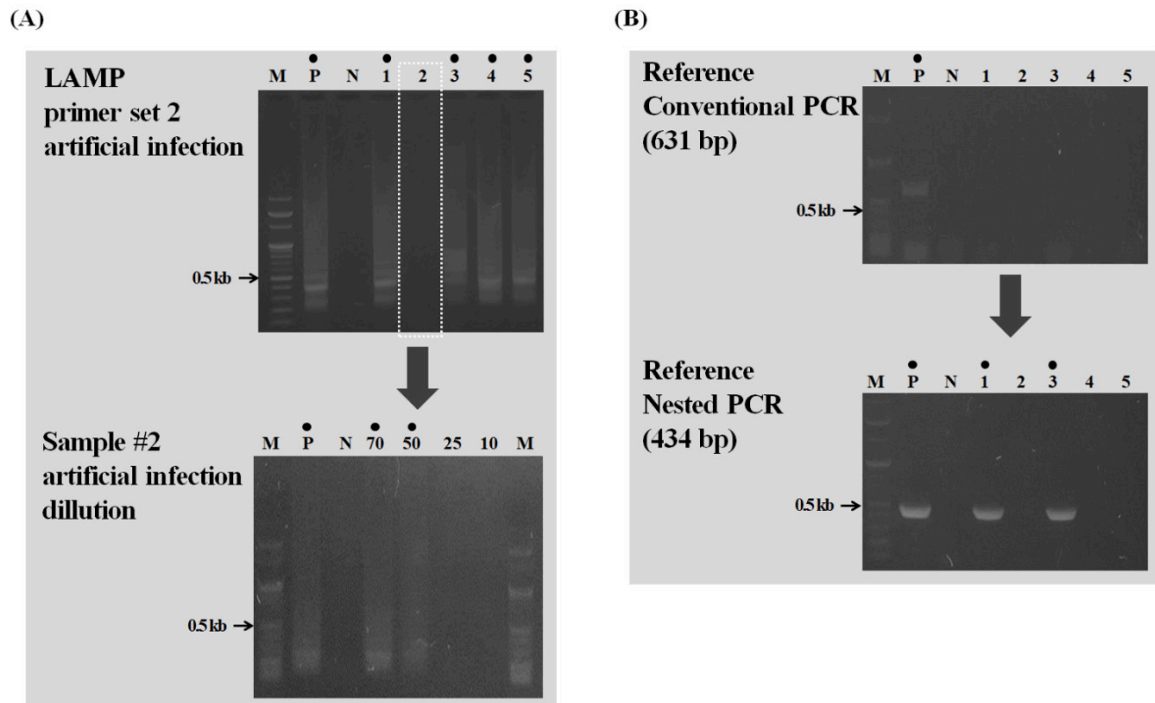 (A)
LAMP
primer set 2
artificial infection
M P N 1 2 3 4 5
0.5 kb
Sample #2
artificial infection
dillution
M P N 70 50 25 10 M
0.5 kb
(B)
Reference
Conventional PCR
(631 bp)
M P N 1 2 3 4 5
0.5 kb
Reference
Nested PCR
(434 bp)
M P N 1 2 3 4 5
0.5 kb